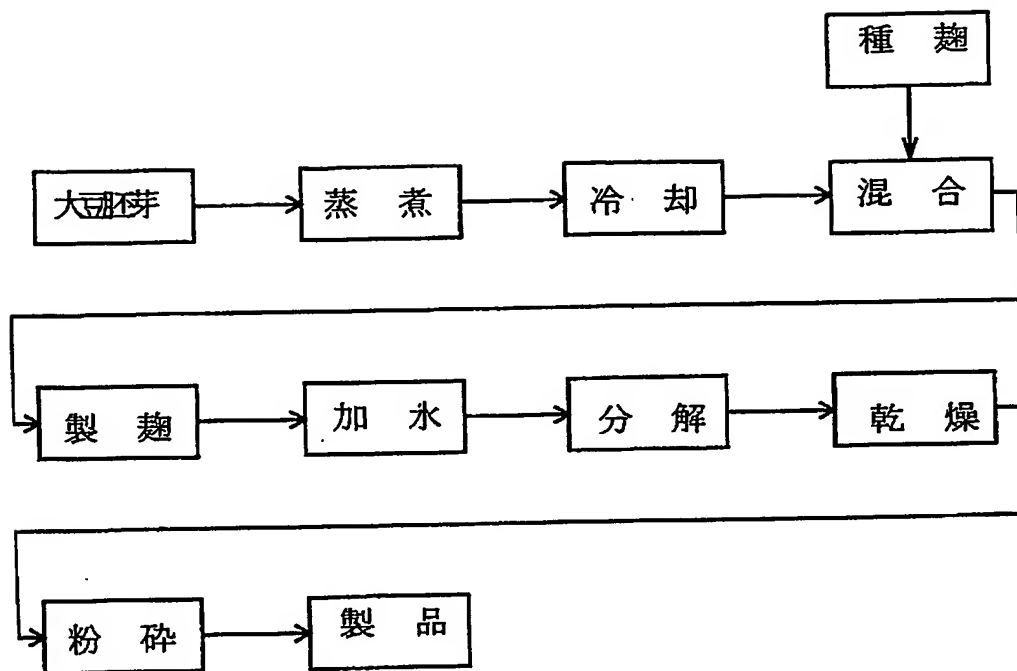 種麹
大豆胚芽
蒸煮
冷却
混合
製麹
加水
分解
乾燥
粉砕
製品